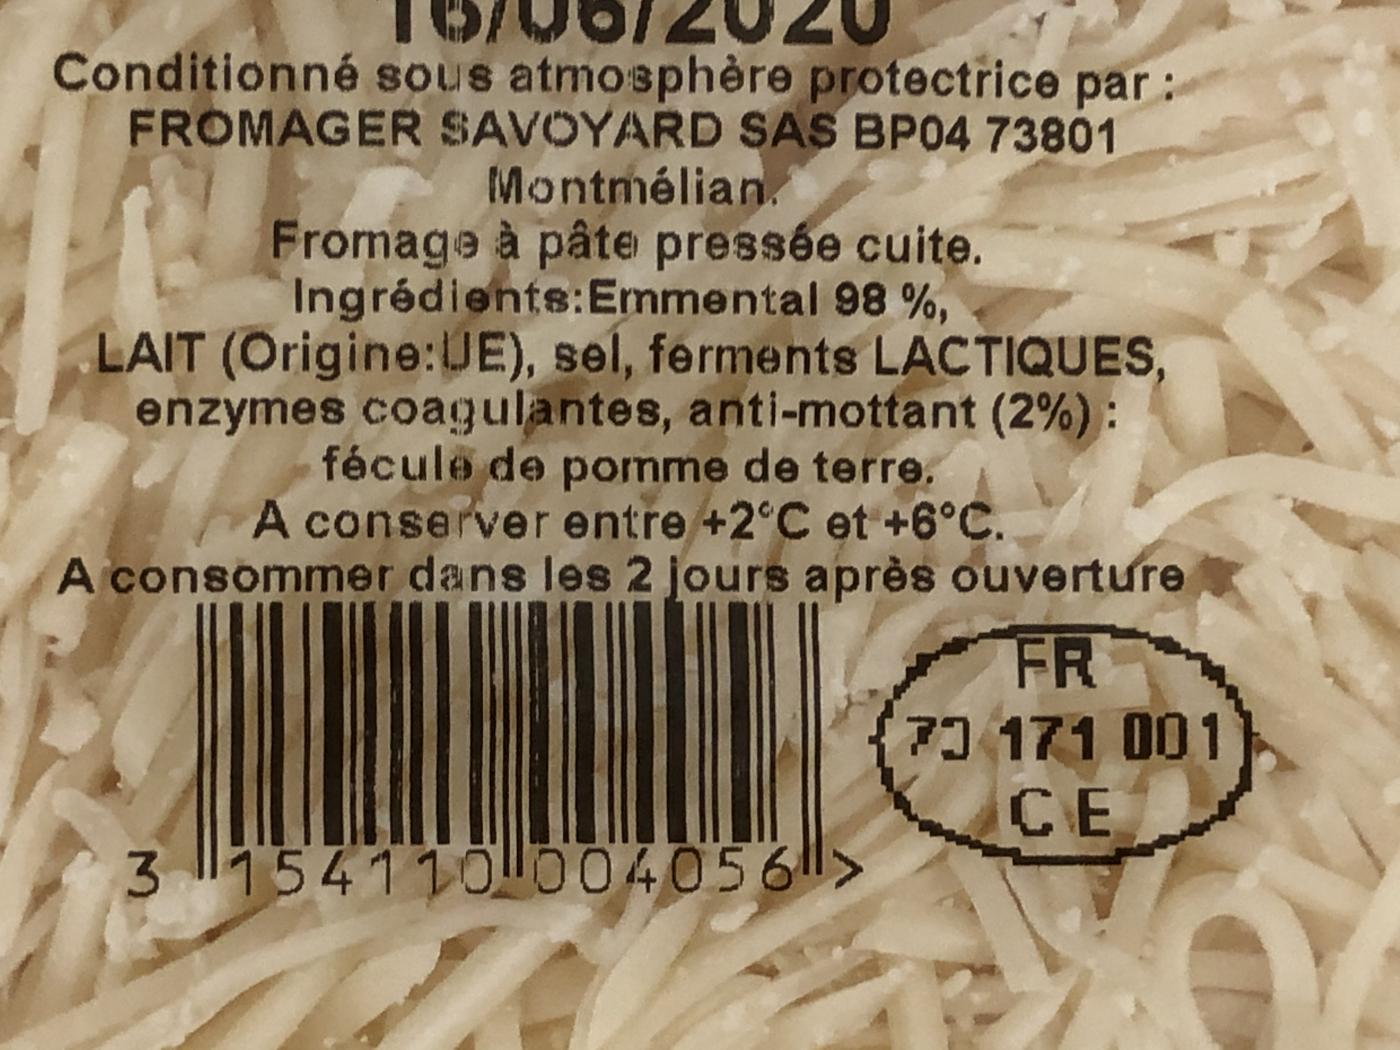 16/06/2020
Conditionné sous atmosphère protectrice par :
FROMAGER SAVOYARD SAS BP04 73801
Montmélian.
Fromage à pâte pressée cuite.
Ingrédients:Emmental 98 %,
LAIT (Origine:UE), sel, ferments LACTIQUES,
enzymes coagulantes, anti-mottant (2%) :
fécule de pomme de terre.
A conserver entre +2°C et +6°C.
A consommer dans les 2 jours après ouverture
FR
171 001
CE
3 154110 004056 >